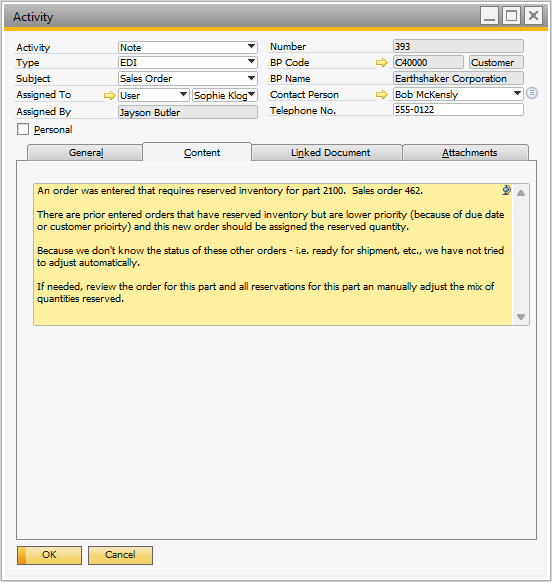 Activity
Activity Note Number 393
Type EDI BP Code C40000 Customer
Subject Sales Order BP Name Earthshaker Corporation
Assigned To User Sophie Klog Contact Person Bob McKensly
Assigned By Jayson Butler Telephone No. 555-0122
Personal
General Content Linked Document Attachments
An order was entered that requires reserved inventory for part 2100.  Sales order 462.
There are prior entered orders that have reserved inventory but are lower priority (because of due date
or customer prioirty) and this new order should be assigned the reserved quantity.
Because we don't know the status of these other orders - i.e. ready for shipment, etc., we have not tried
to adjust automatically.
If needed, review the order for this part and all reservations for this part an manually adjust the mix of
quantities reserved.
OK Cancel